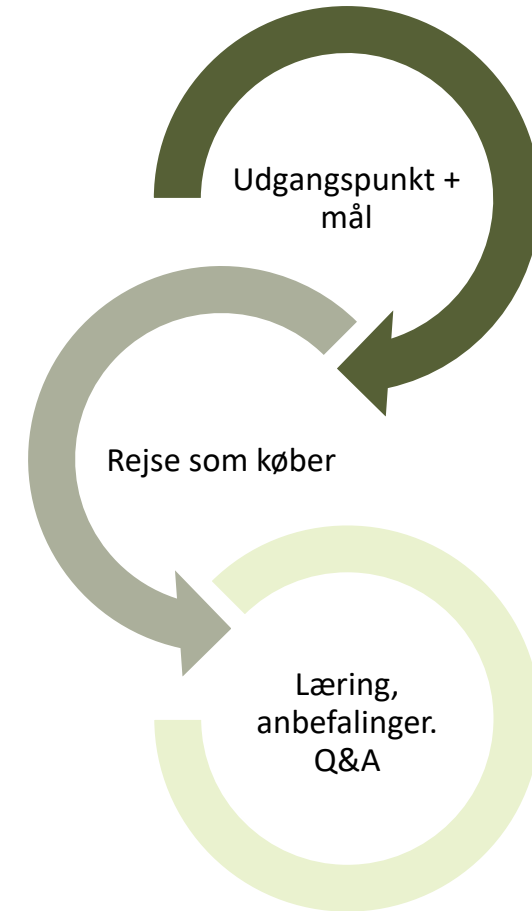 Udgangspunkt +
mål
Rejse som køber
Læring,
anbefalinger.
Q&A